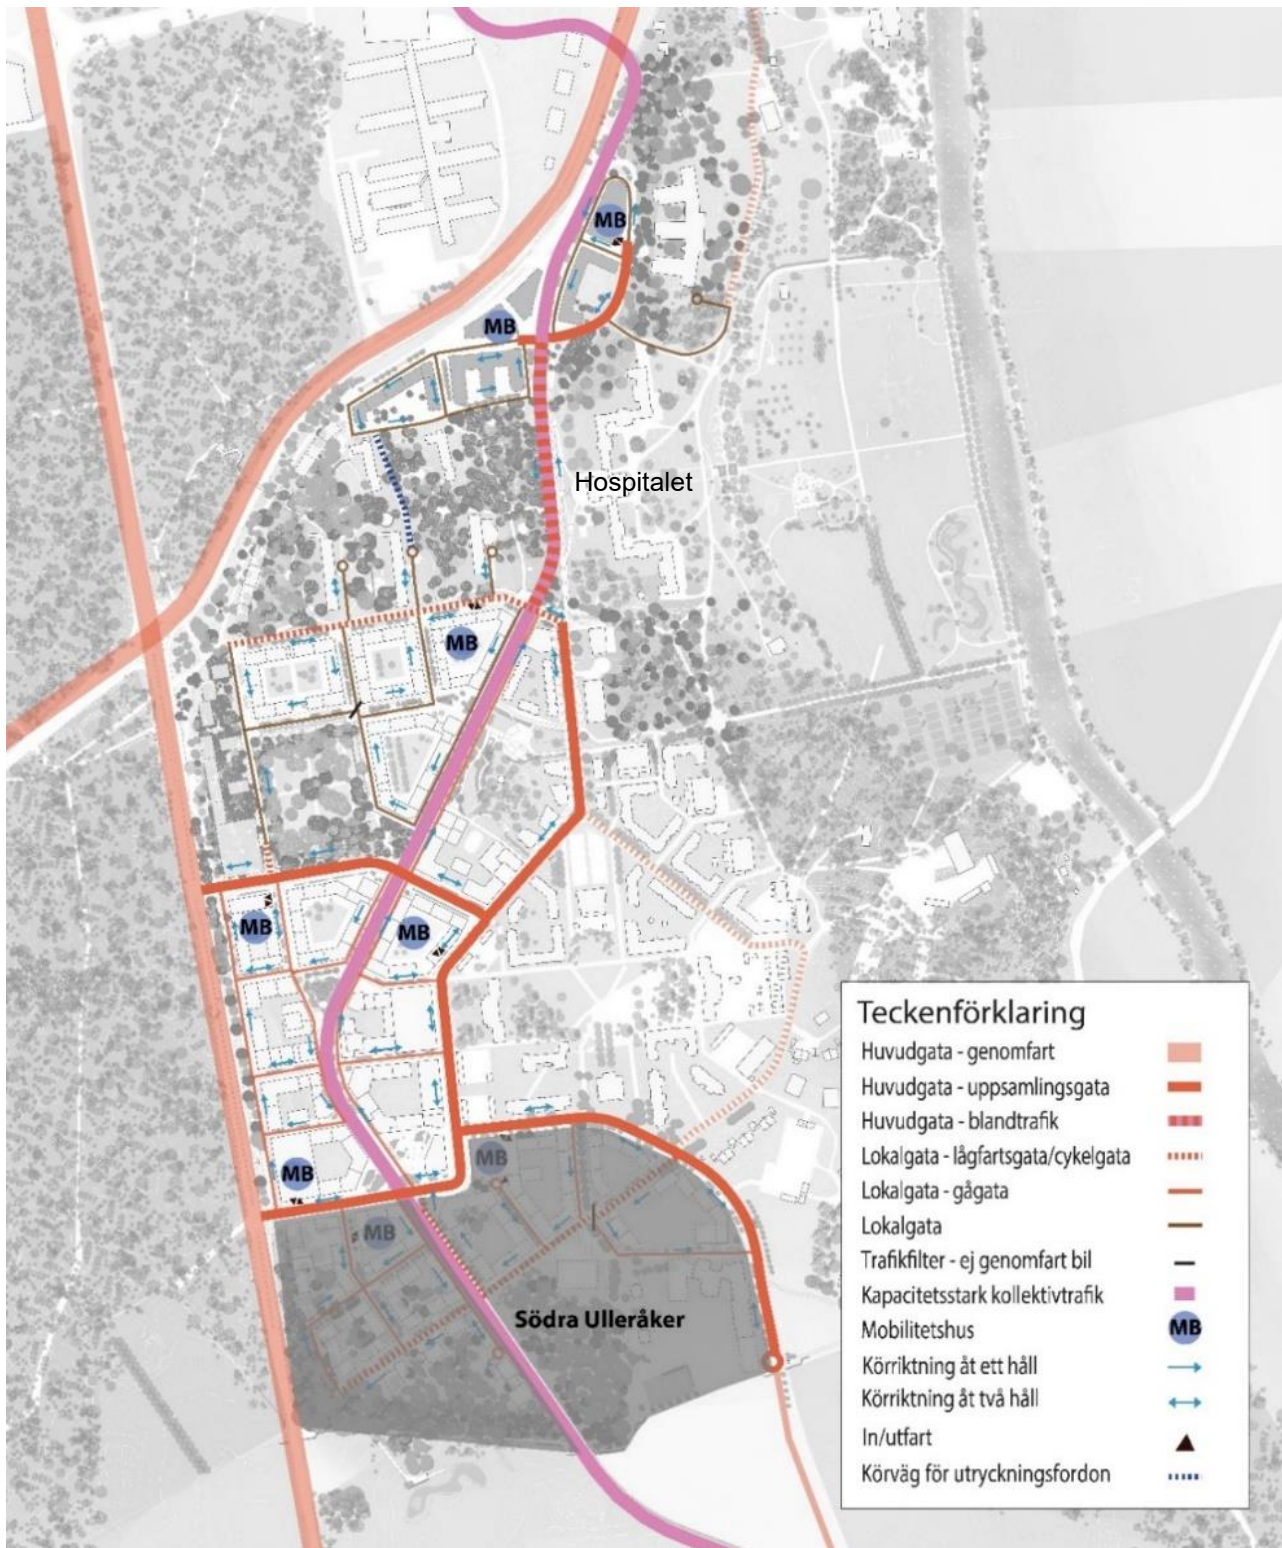 MB
MB
Hospitalet
MB
MB
MB
MB
MB
MB
Södra Ulleråker
Teckenförklaring
Huvudgata - genomfart
Huvudgata - uppsamlingsgata
Huvudgata - blandtrafik
Lokalgata - lågfartsgata/cykelgata
Lokalgata - gågata
Lokalgata
Trafikfilter - ej genomfart bil
Kapacitetsstark kollektivtrafik
Mobilitetshus MB
Körriktning åt ett håll
Körriktning åt två håll
In/utfart
Körväg för utryckningsfordon